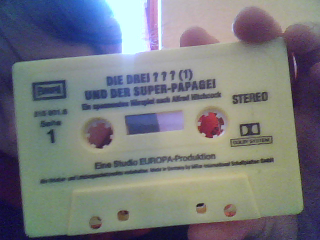 EUROPA
DIE DREI ? ? ? (1)
UND DER SUPER-PAPAGEI
Ein spannendes Hörspiel nach Alfred Hitchcock
Seite
1
STEREO
DOLBY SYSTEM
Eine Studio EUROPA-Produktion